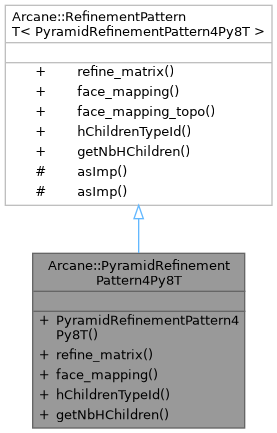 Arcane::RefinementPattern
T< PyramidRefinementPattern4Py8T >
+ refine_matrix()
+ face_mapping()
+ face_mapping_topo()
+ hChildrenTypeId()
+ getNbHChildren()
# asImp()
# asImp()
Arcane::PyramidRefinement
Pattern4Py8T
+ PyramidRefinementPattern4
Py8T()
+ refine_matrix()
+ face_mapping()
+ hChildrenTypeId()
+ getNbHChildren()